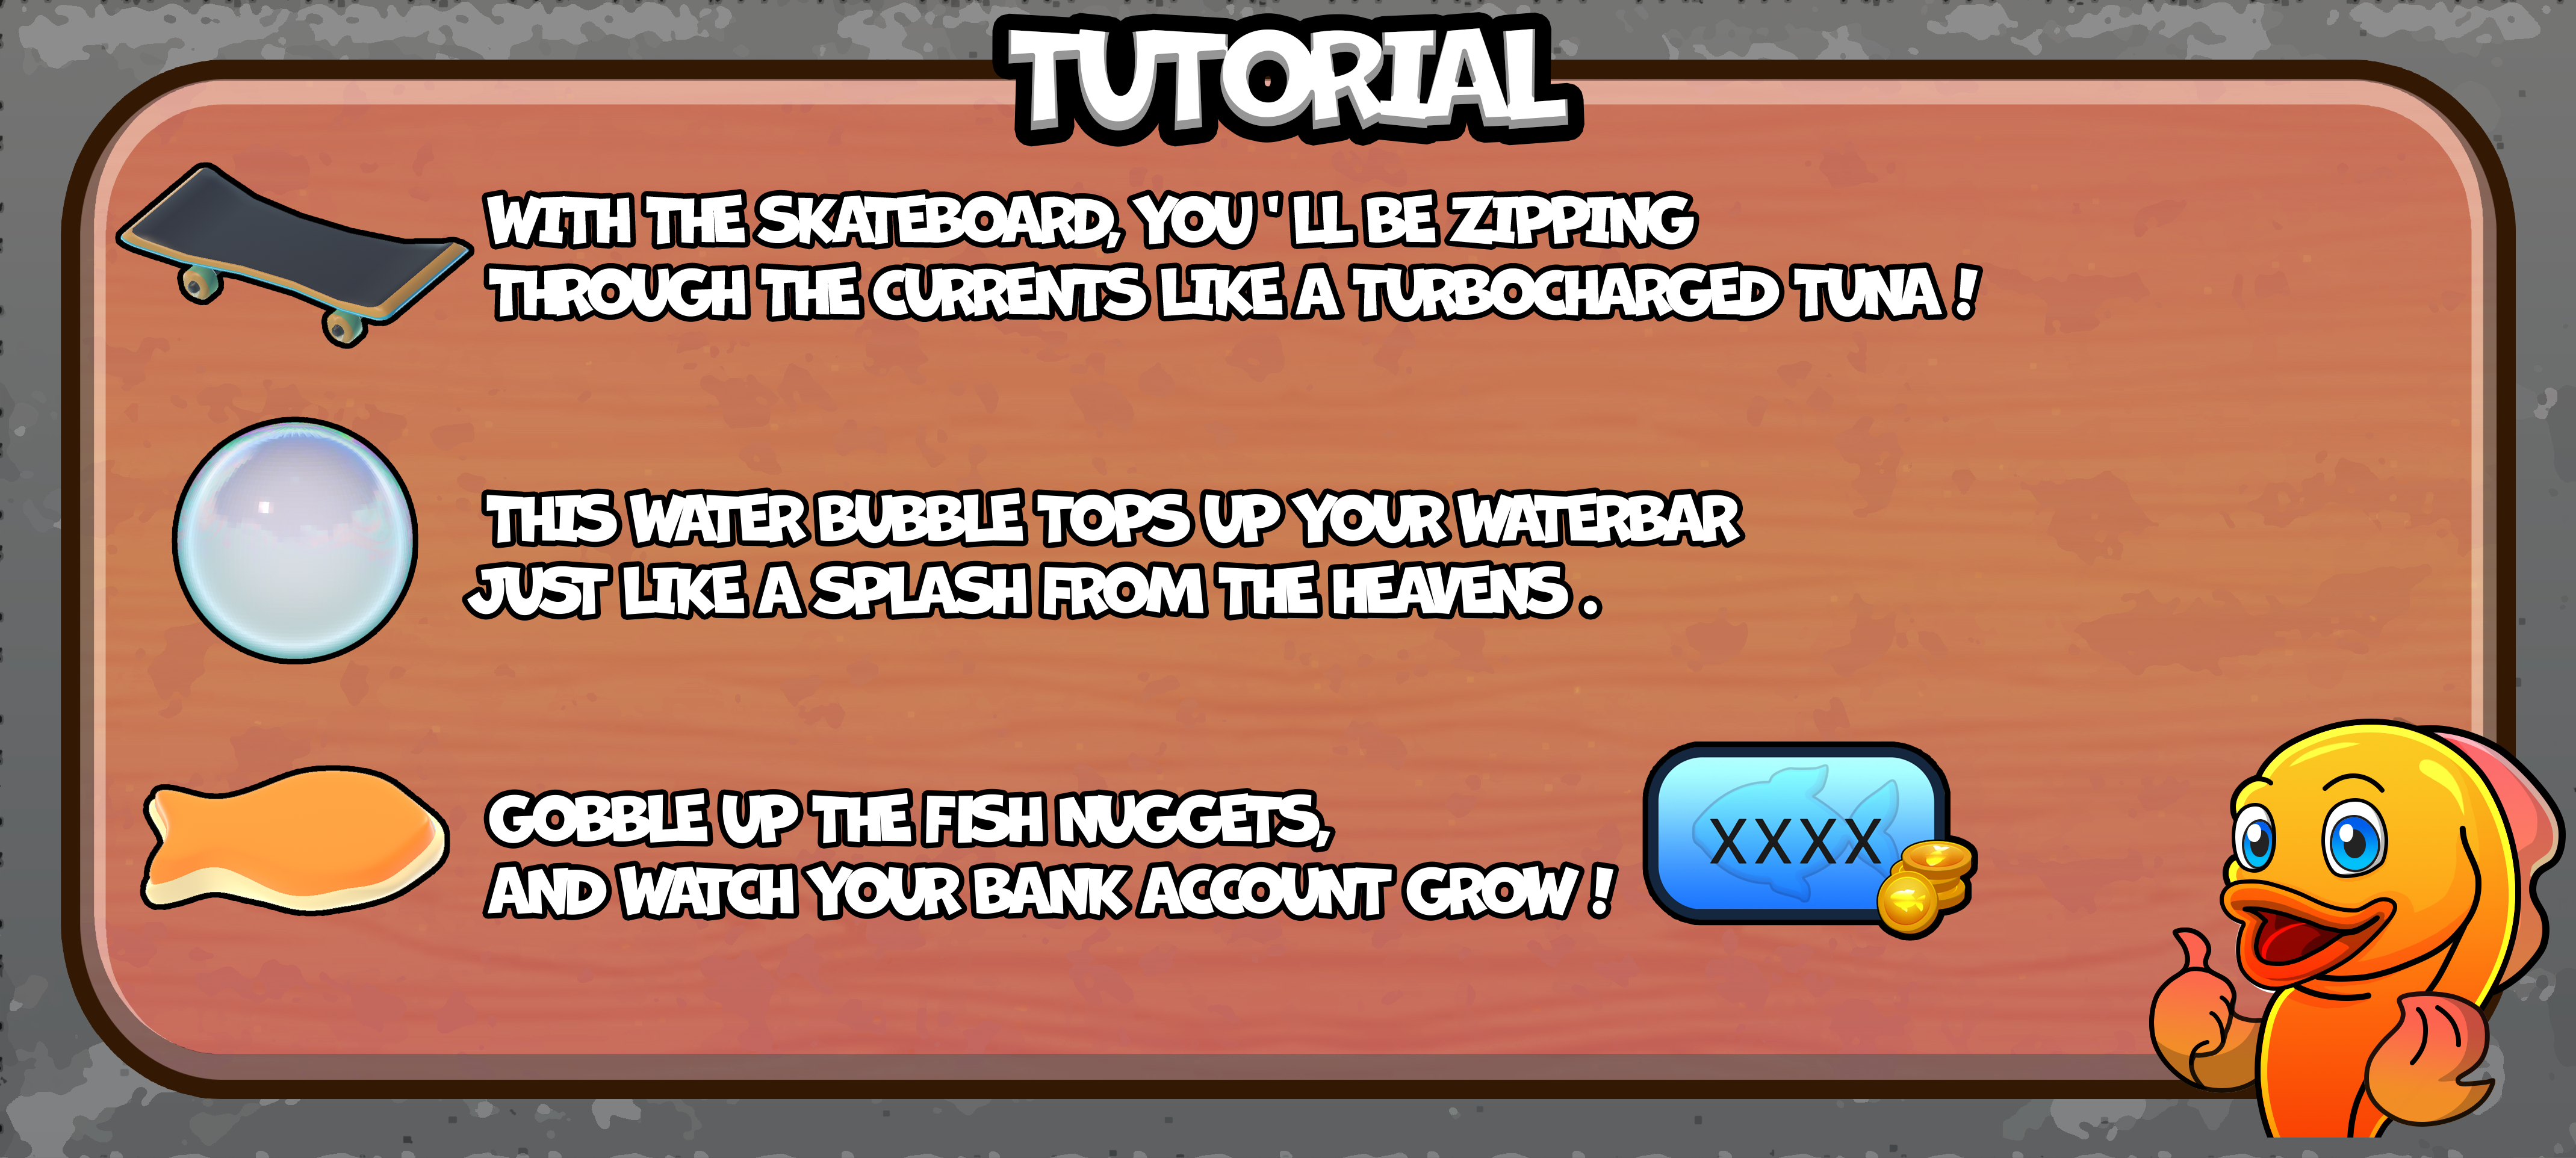 TUTORIAL
WITH THE SKATEBOARD, YOU'LL BE ZIPPING
THROUGH THE CURRENTS LIKE A TURBOCHARGED TUNA!
THIS WATER BUBBLE TOPS UP YOUR WATERBAR
JUST LIKE A SPLASH FROM THE HEAVENS.
GOBBLE UP THE FISH NUGGETS,
AND WATCH YOUR BANK ACCOUNT GROW!
XXXX